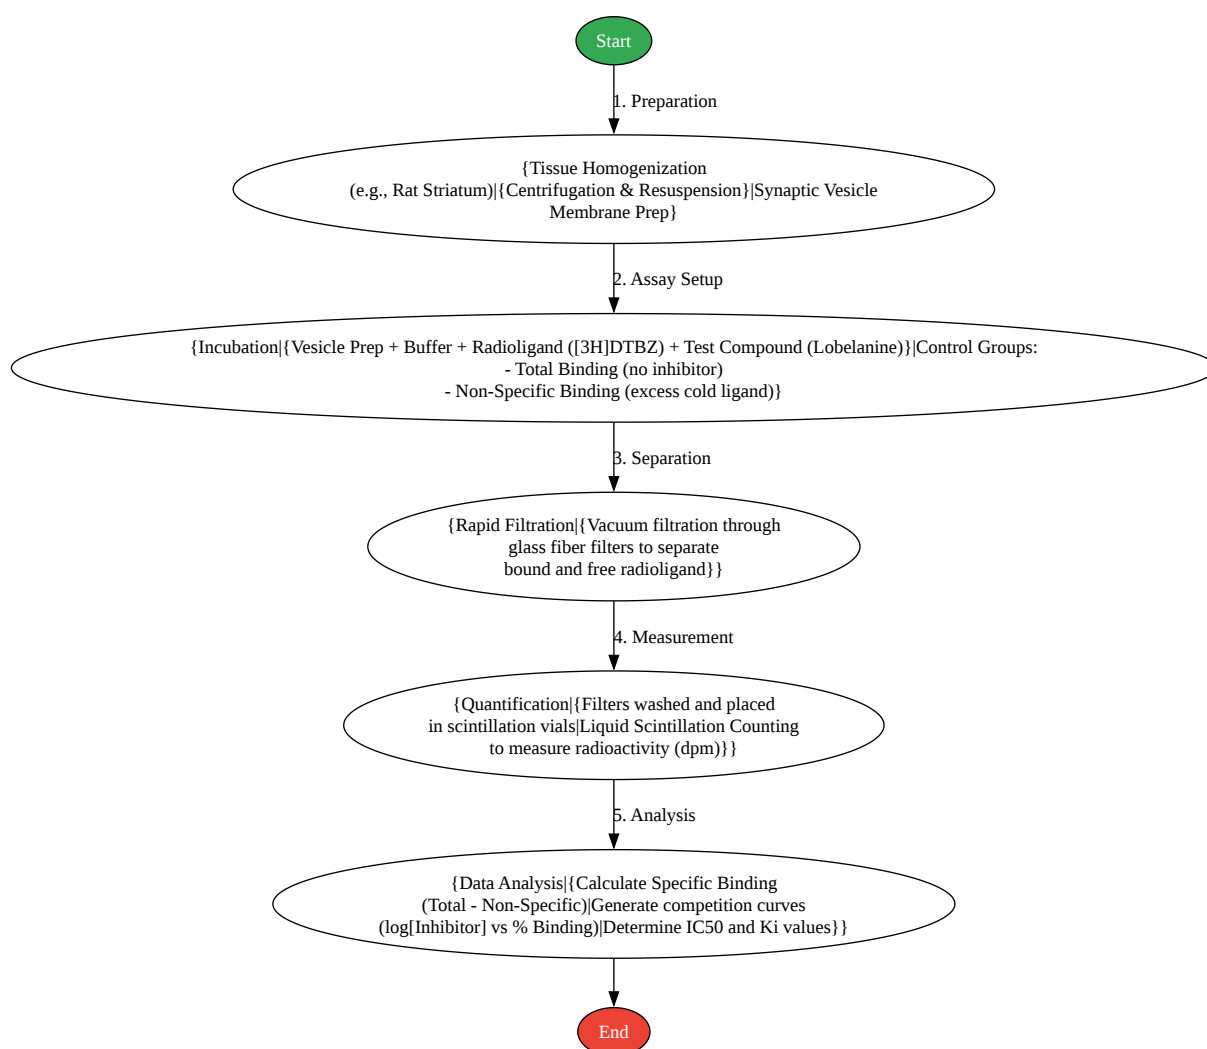 Start
1. Preparation
{Tissue Homogenization
(e.g., Rat Striatum)|{Centrifugation & Resuspension}|Synaptic Vesicle
Membrane Prep}
2. Assay Setup
{Incubation|{Vesicle Prep + Buffer + Radioligand ([3H]DTBZ) + Test Compound (Lobelanine)}|Control Groups:
- Total Binding (no inhibitor)
- Non-Specific Binding (excess cold ligand)}
3. Separation
{Rapid Filtration|{Vacuum filtration through
glass fiber filters to separate
bound and free radioligand}}
4. Measurement
{Quantification|{Filters washed and placed
in scintillation vials|Liquid Scintillation Counting
to measure radioactivity (dpm)}}
5. Analysis
{Data Analysis|{Calculate Specific Binding
(Total - Non-Specific)|Generate competition curves
(log[Inhibitor] vs % Binding)|Determine IC50 and Ki values}}
End